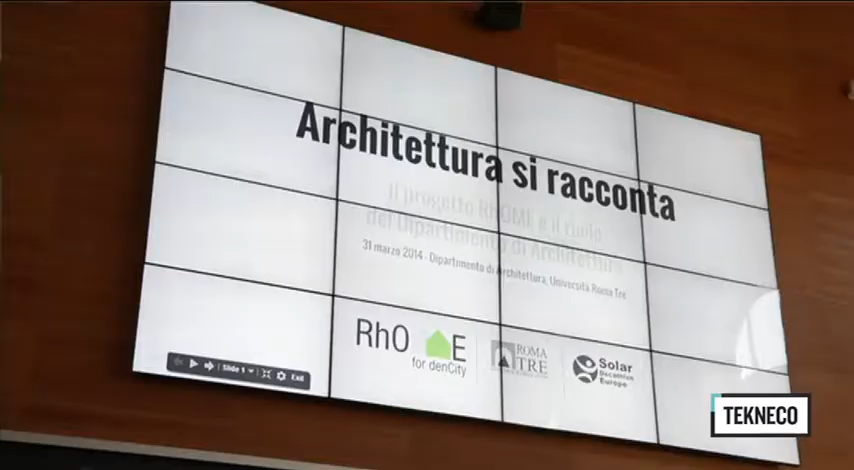 Architettura si racconta
Il progetto RhOME e il ruolo
del Dipartimento di Architettura
31 marzo 2014 - Dipartimento di Architettura, Università Roma Tre
RhO E
for denCity
ROMA
TRE
Solar
Decathlon
Europe
Slide 1
Exit
TEKNECO